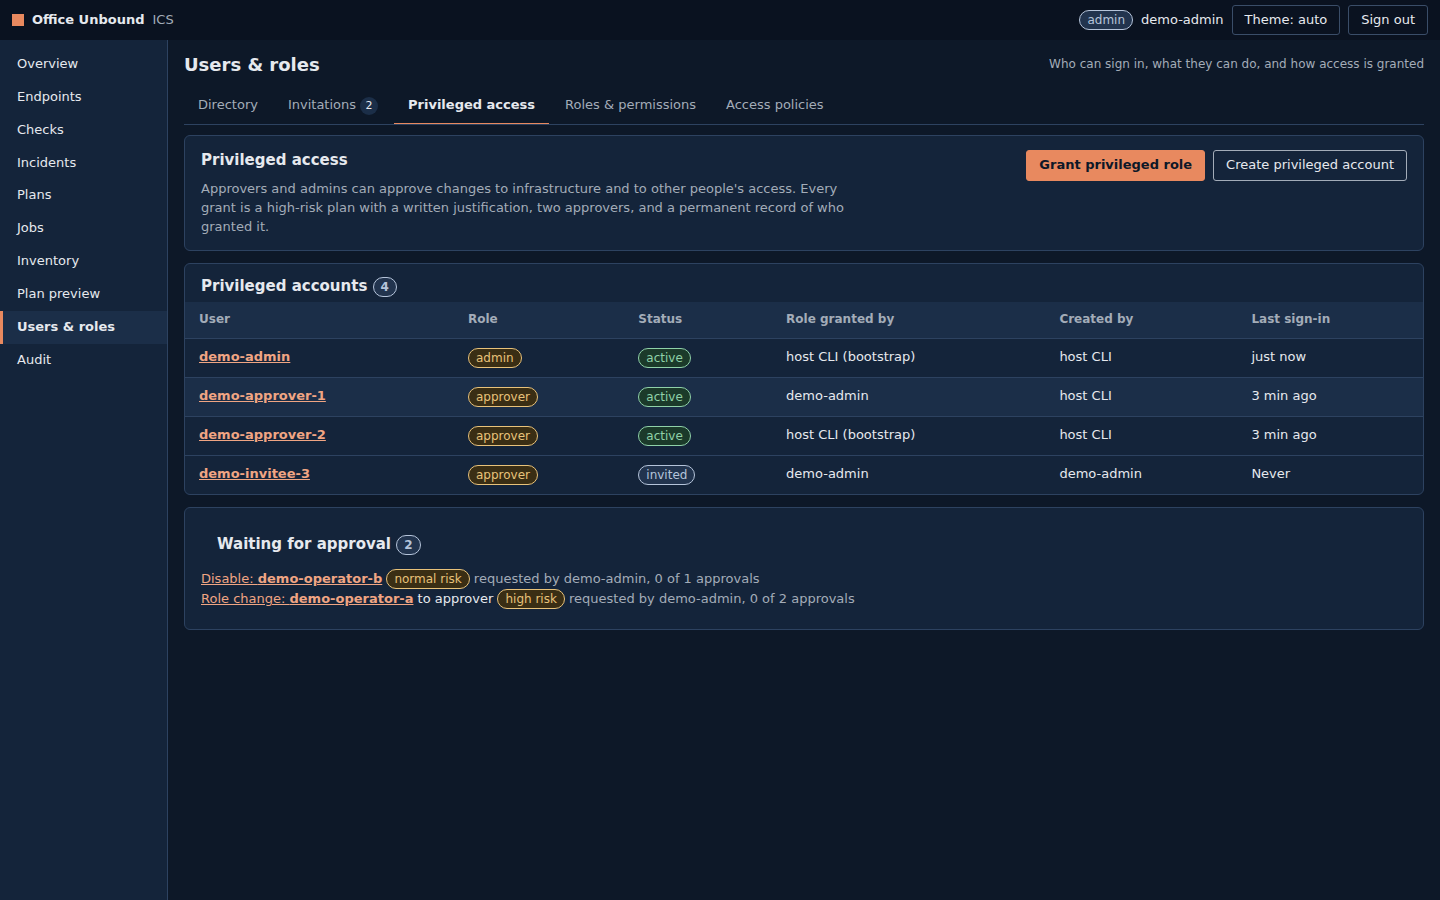 Office Unbound ICS
admin demo-admin Theme: auto Sign out
Overview
Endpoints
Checks
Incidents
Plans
Jobs
Inventory
Plan preview
Users & roles
Audit
Users & roles
Who can sign in, what they can do, and how access is granted
Directory Invitations 2 Privileged access Roles & permissions Access policies
Privileged access
Approvers and admins can approve changes to infrastructure and to other people's access. Every
grant is a high-risk plan with a written justification, two approvers, and a permanent record of who
granted it.
Grant privileged role Create privileged account
Privileged accounts 4
User Role Status Role granted by Created by Last sign-in
demo-admin admin active host CLI (bootstrap) host CLI just now
demo-approver-1 approver active demo-admin host CLI 3 min ago
demo-approver-2 approver active host CLI (bootstrap) host CLI 3 min ago
demo-invitee-3 approver invited demo-admin demo-admin Never
Waiting for approval 2
Disable: demo-operator-b normal risk requested by demo-admin, 0 of 1 approvals
Role change: demo-operator-a to approver high risk requested by demo-admin, 0 of 2 approvals